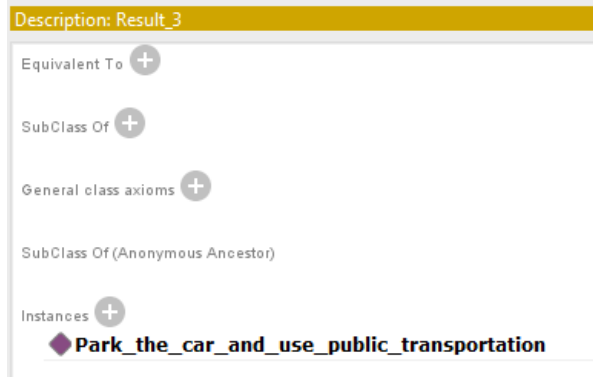 Description: Result_3
Equivalent To
SubClass Of
General class axioms
SubClass Of (Anonymous Ancestor)
Instances
Park_the_car_and_use_public_transportation